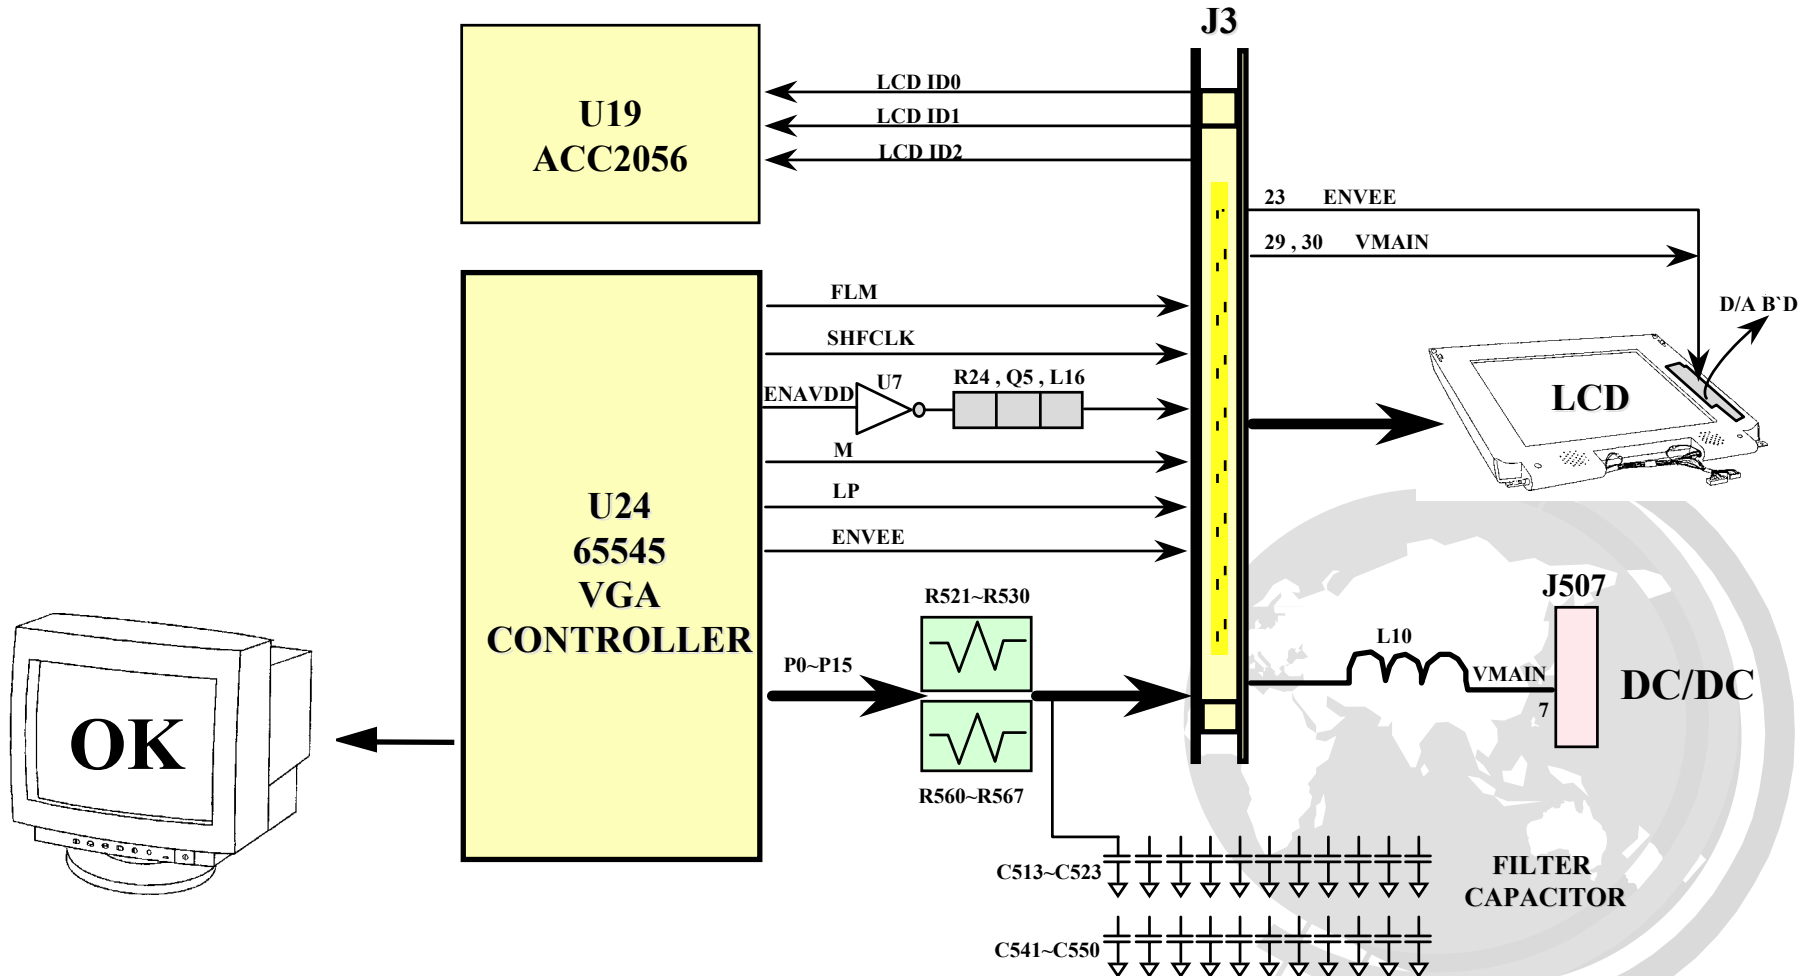 J3
U19
ACC2056
LCD ID0
LCD ID1
LCD ID2
23 ENVEE
29 , 30 VMAIN
D/A B`D
LCD
U24
65545
VGA
CONTROLLER
FLM
SHFCLK
ENAVDD
U7
R24 , Q5 , L16
M
LP
ENVEE
P0~P15
R521~R530
R560~R567
J507
L10
VMAIN
7
DC/DC
OK
C513~C523
C541~C550
FILTER
CAPACITOR